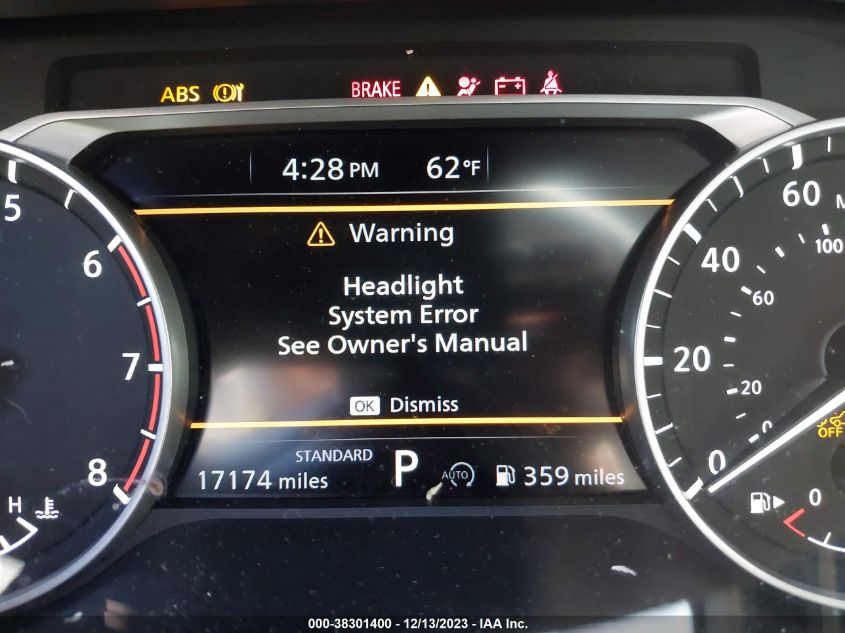 ABS BRAKE
4:28 PM 62°F
Warning
Headlight
System Error
See Owner's Manual
OK Dismiss
STANDARD
17174 miles P AUTO 359 miles
5
6
7
8
H
60
40
20
0
100
60
20
0
OFF
0
000-38301400 - 12/13/2023 - IAA Inc.